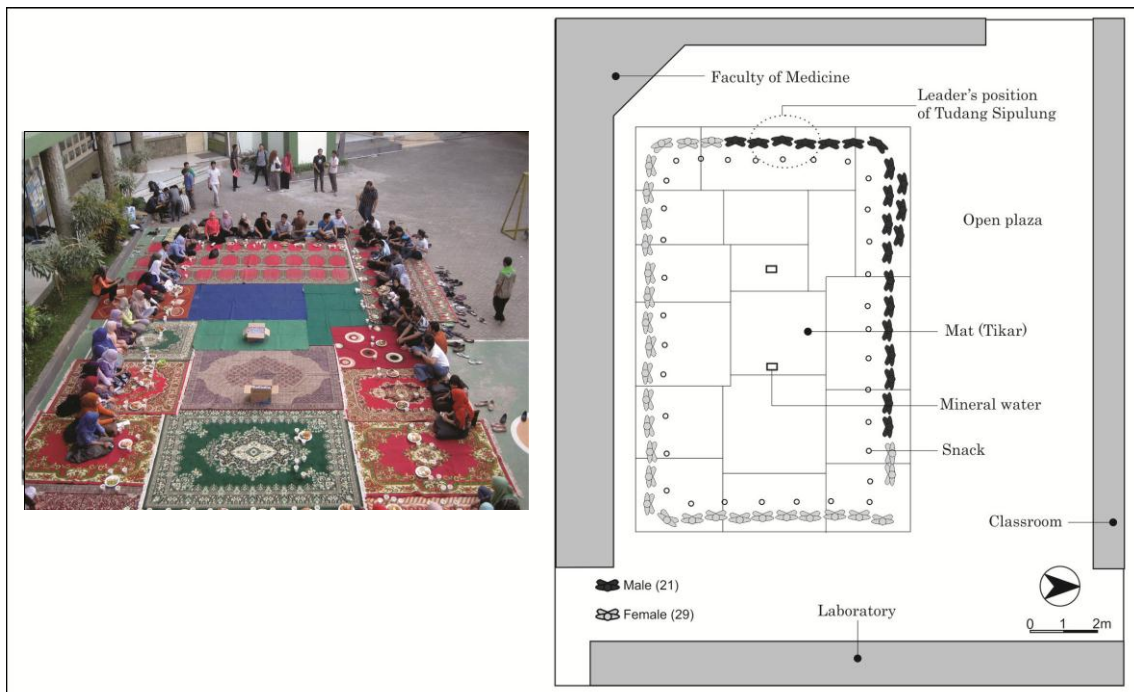 Faculty of Medicine
Leader's position
of Tudang Sipulung
Open plaza
Mat (Tikar)
Mineral water
Snack
Classroom
Male (21)
Female (29)
Laboratory
0 1 2m